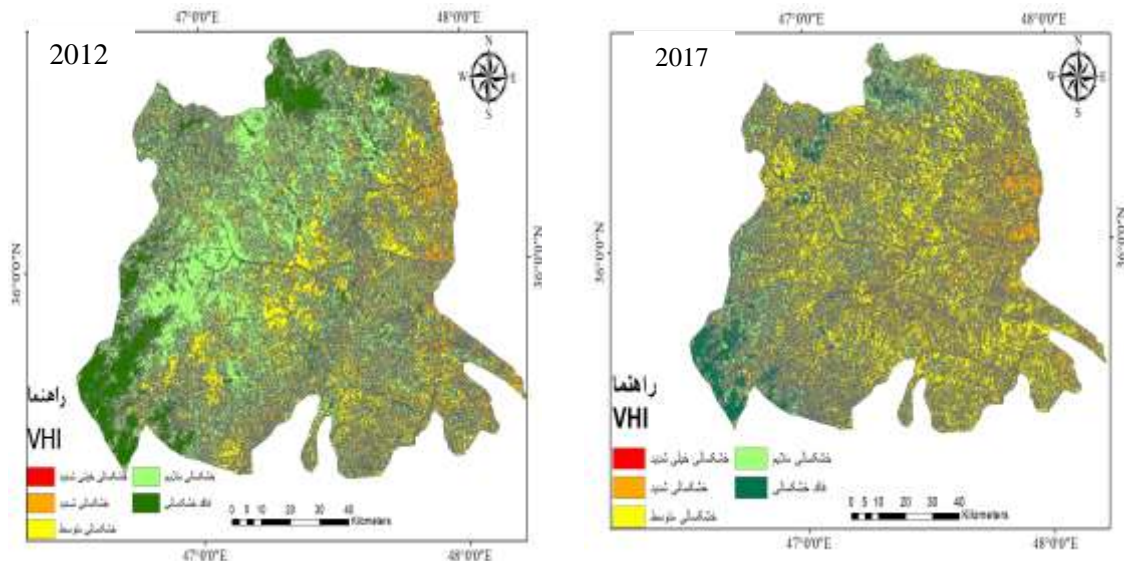 47°0'0"E 48°0'0"E
2012
N
W E
S
36°0'0"N 36°0'0"N
راهنما
VHI
خشکسالی خیلی شدید خشکسالی ملایم
خشکسالی شدید فاقد خشکسالی
خشکسالی متوسط
0 5 10 20 30 40
Kilometers
47°0'0"E 48°0'0"E
47°0'0"E 48°0'0"E
2017
N
W E
S
36°0'0"N 36°0'0"N
راهنما
VHI
خشکسالی خیلی شدید خشکسالی ملایم
خشکسالی شدید فاقد خشکسالی
خشکسالی متوسط
0 5 10 20 30 40
Kilometers
47°0'0"E 48°0'0"E